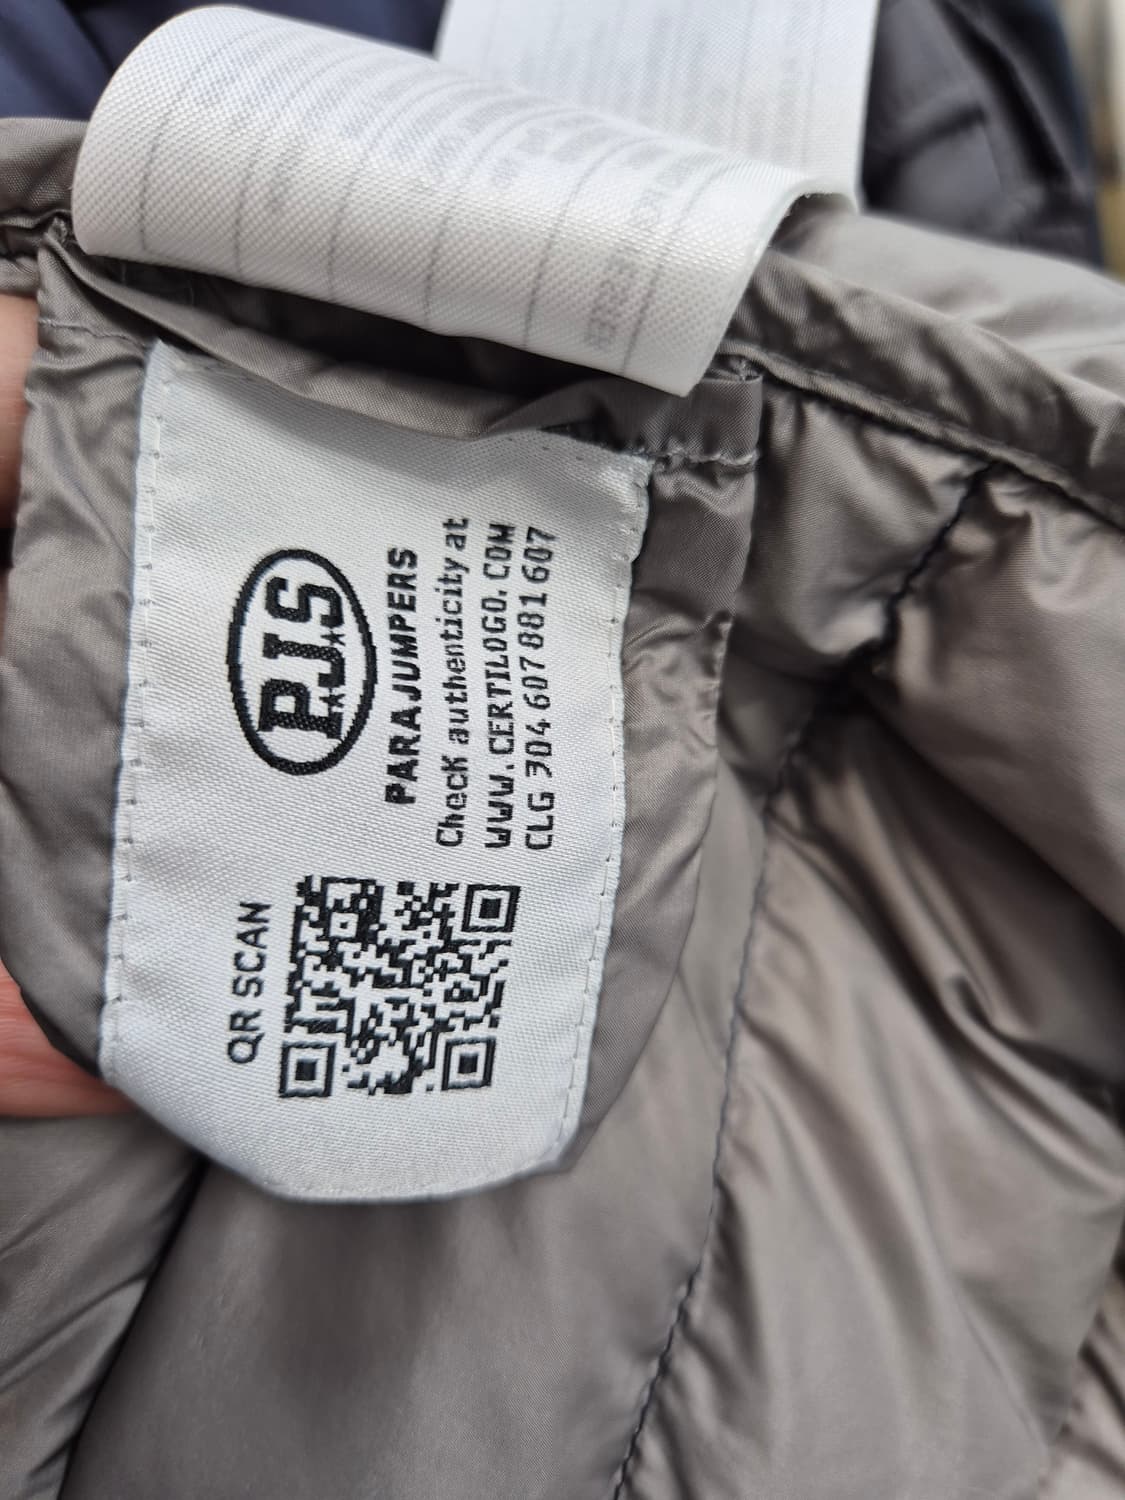 PJS
PARAJUMPERS
Check authenticity at
WWW.CERTILOGO.COM
CLG 304 607 881 607
QR SCAN